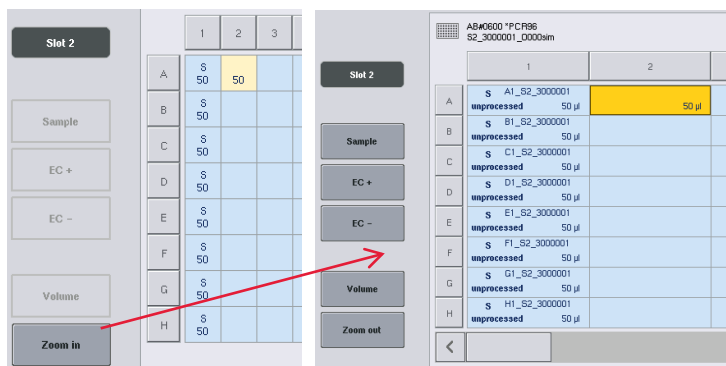 Slot 2
Sample
EC +
EC –
Volume
Zoom in
1 2 3
A S 50 50
B S 50
C S 50
D S 50
E S 50
F S 50
G S 50
H S 50
Slot 2
Sample
EC +
EC –
Volume
Zoom out
AB#0600 *PCR96
S2_3000001_0000sim
1 2
A S A1_S2_3000001
unprocessed 50 µl 50 µl
B S B1_S2_3000001
unprocessed 50 µl
C S C1_S2_3000001
unprocessed 50 µl
D S D1_S2_3000001
unprocessed 50 µl
E S E1_S2_3000001
unprocessed 50 µl
F S F1_S2_3000001
unprocessed 50 µl
G S G1_S2_3000001
unprocessed 50 µl
H S H1_S2_3000001
unprocessed 50 µl
<